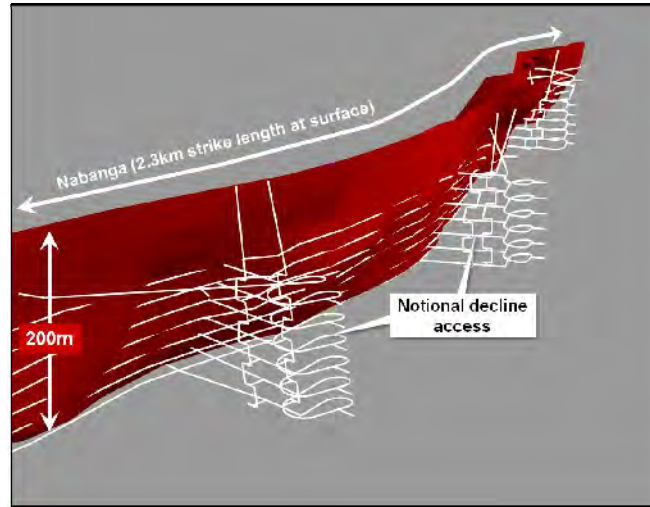 Nabanga (2.3km strike length at surface)
200m
Notional decline
access